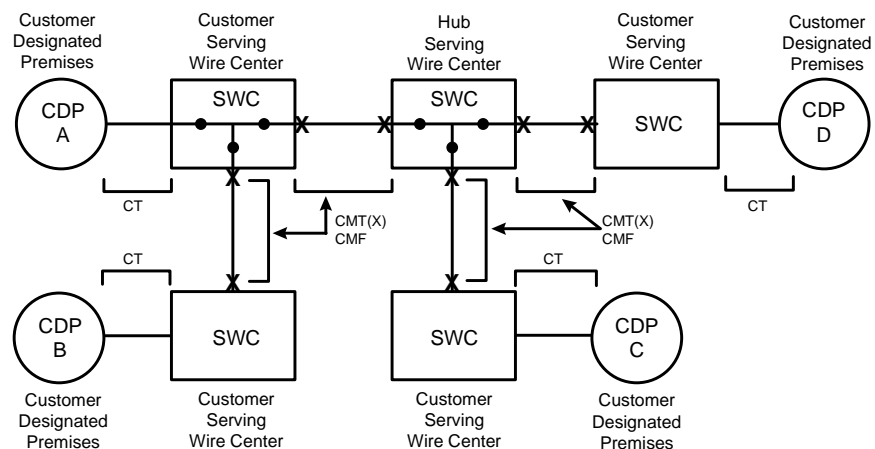 Customer
Designated
Premises
Customer
Serving
Wire Center
Hub
Serving
Wire Center
Customer
Serving
Wire Center
Customer
Designated
Premises
CDP
A
SWC
SWC
SWC
CDP
D
X
X
X
X
X
X
CT
CMT(X)
CMF
CMT(X)
CMF
CT
CT
CT
X
X
CDP
B
SWC
SWC
CDP
C
Customer
Designated
Premises
Customer
Serving
Wire Center
Customer
Serving
Wire Center
Customer
Designated
Premises